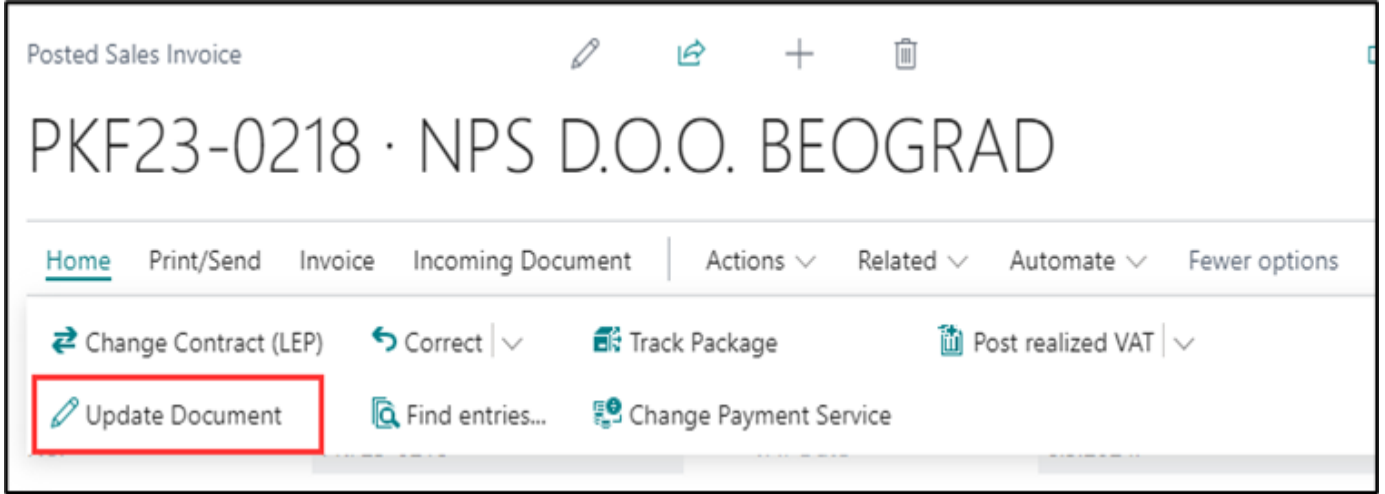 Posted Sales Invoice
PKF23-0218 · NPS D.O.O. BEOGRAD
Home Print/Send Invoice Incoming Document Actions Related Automate Fewer options
Change Contract (LEP) Correct Track Package Post realized VAT
Update Document Find entries... Change Payment Service